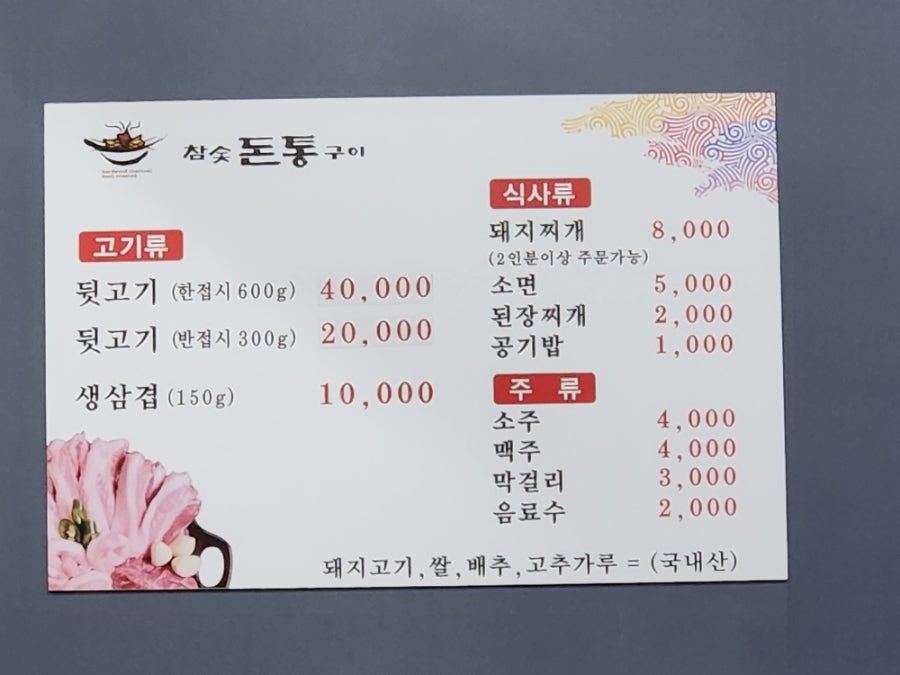 참숯 돈통 구이
고기류
뒷고기 (한접시 600g) 40,000
뒷고기 (반접시 300g) 20,000
생삼겹 (150g) 10,000
식사류
돼지찌개 8,000
(2인분이상 주문가능)
소면 5,000
된장찌개 2,000
공기밥 1,000
주 류
소주 4,000
맥주 4,000
막걸리 3,000
음료수 2,000
돼지고기, 쌀, 배추, 고추가루 = (국내산)